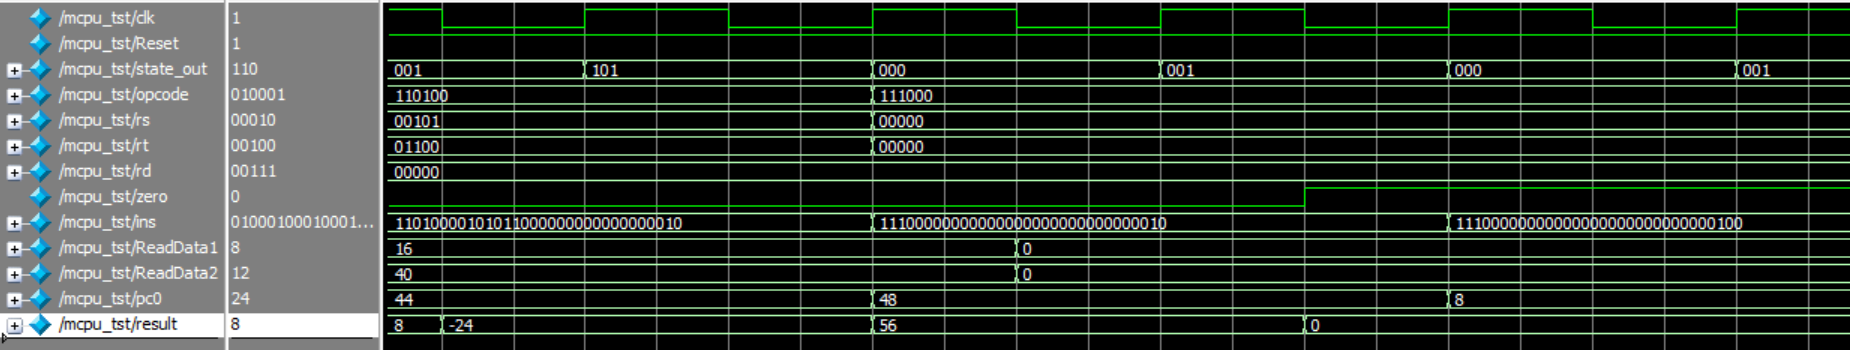 /mcpu_tst/clk 1
/mcpu_tst/Reset 1
/mcpu_tst/state_out 110 001 101 000 001 000 001
/mcpu_tst/opcode 010001 110100 111000
/mcpu_tst/rs 00010 00101 00000
/mcpu_tst/rt 00100 01100 00000
/mcpu_tst/rd 00111 00000
/mcpu_tst/zero 0
/mcpu_tst/ins 01000100010001... 11010000101011000000000000000010 11100000000000000000000000000010 11100000000000000000000000000100
/mcpu_tst/ReadData1 8 16 0
/mcpu_tst/ReadData2 12 40 0
/mcpu_tst/pc0 24 44 48 8
/mcpu_tst/result 8 8 -24 56 0